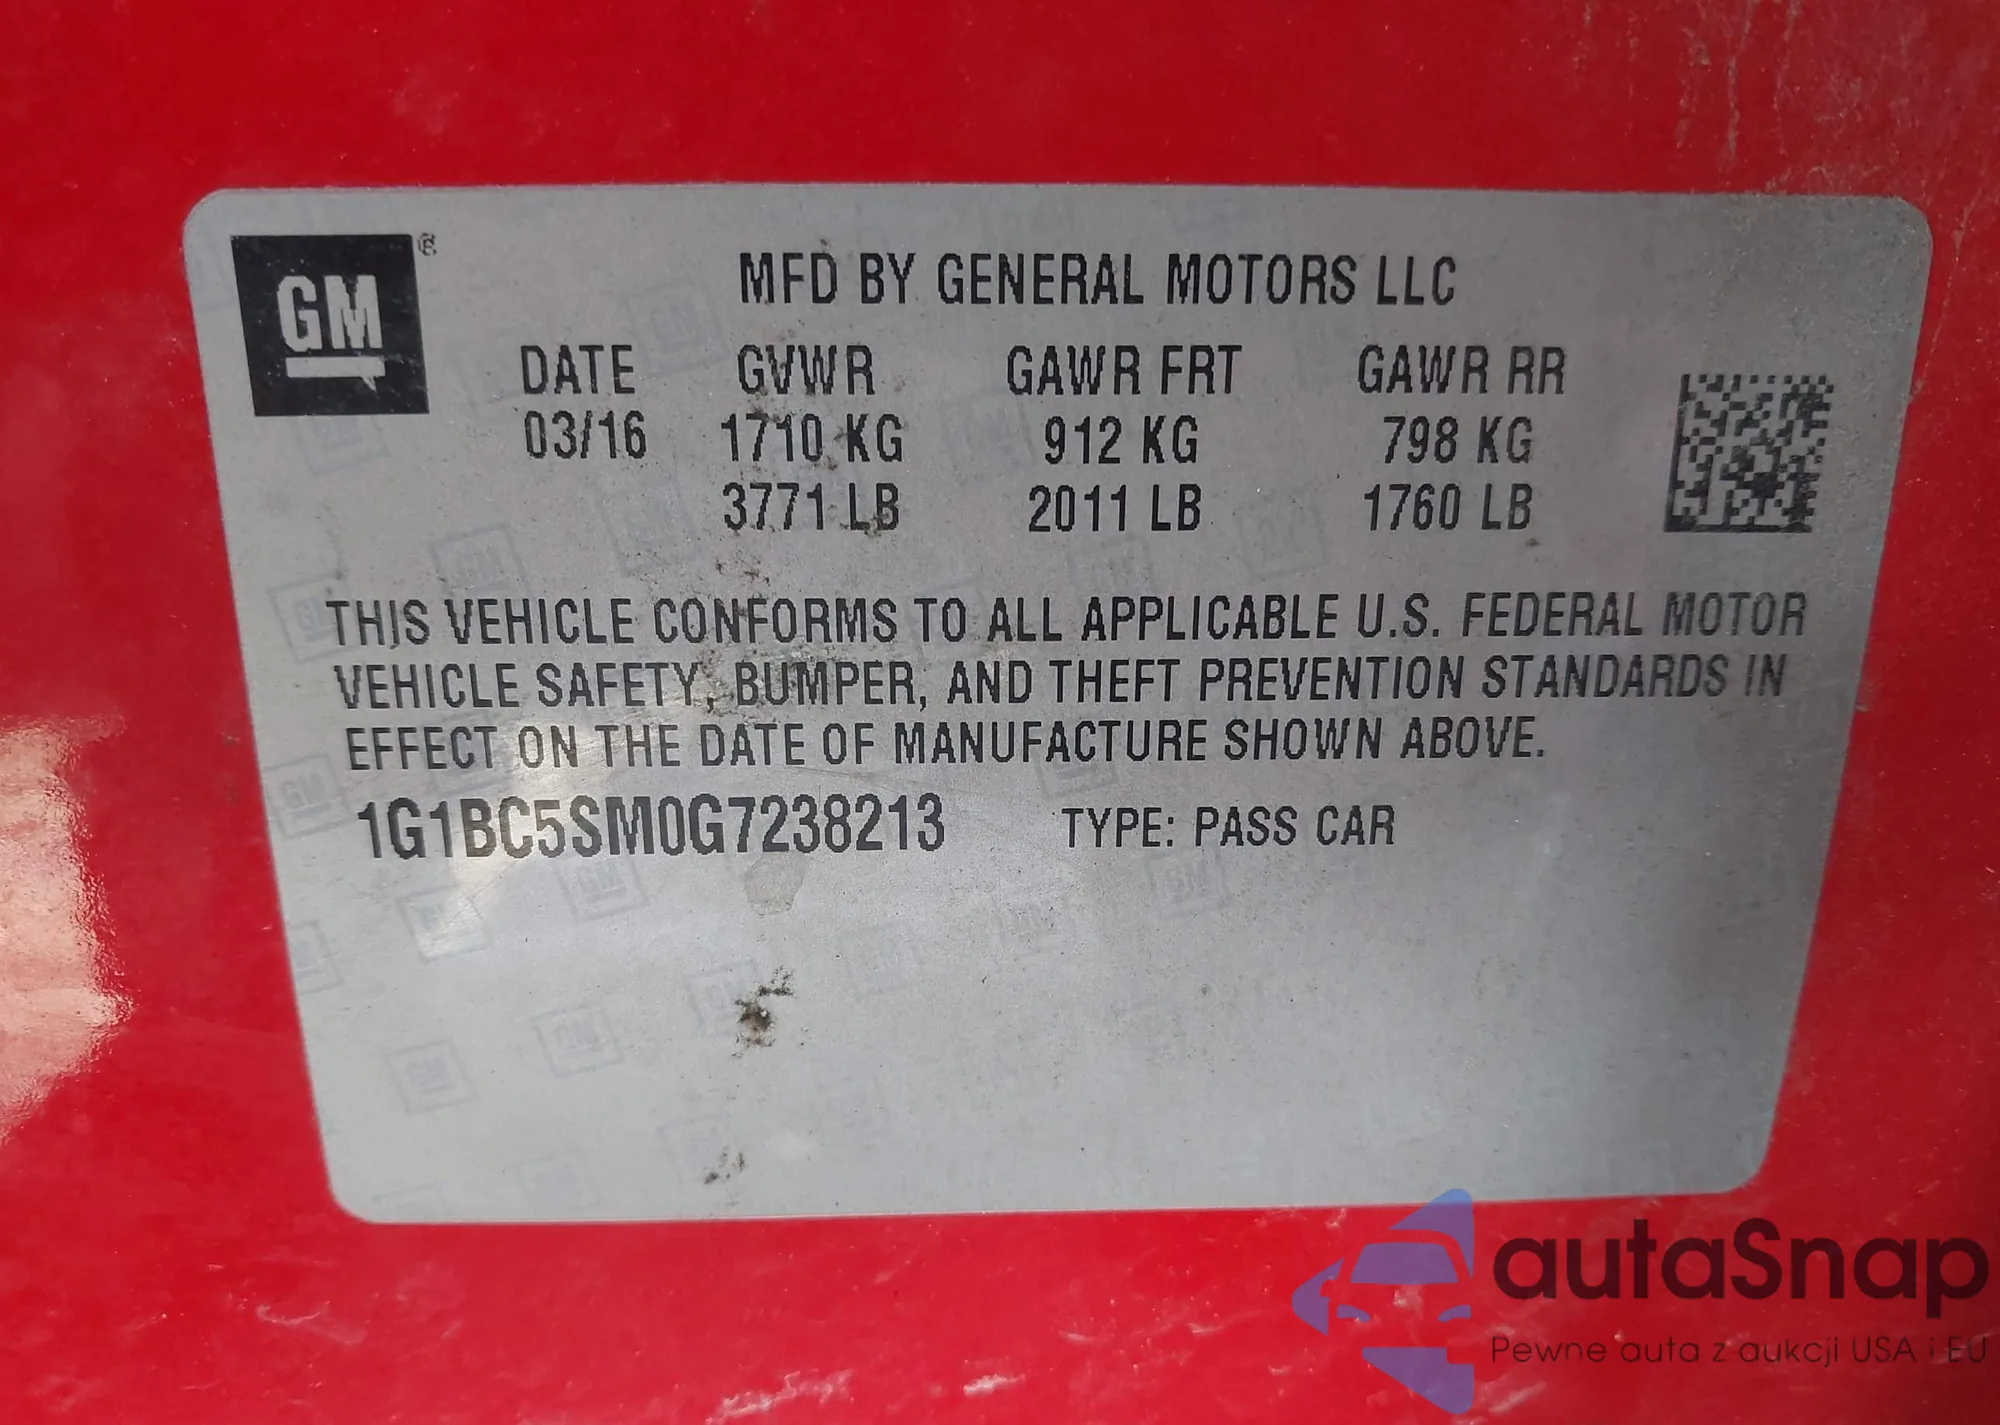 GM ®
MFD BY GENERAL MOTORS LLC
DATE GVWR GAWR FRT GAWR RR
03/16 1710 KG 912 KG 798 KG
3771 LB 2011 LB 1760 LB
THIS VEHICLE CONFORMS TO ALL APPLICABLE U.S. FEDERAL MOTOR
VEHICLE SAFETY, BUMPER, AND THEFT PREVENTION STANDARDS IN
EFFECT ON THE DATE OF MANUFACTURE SHOWN ABOVE.
1G1BC5SM0G7238213 TYPE: PASS CAR
autaSnap
Pewne auta z aukcji USA i EU